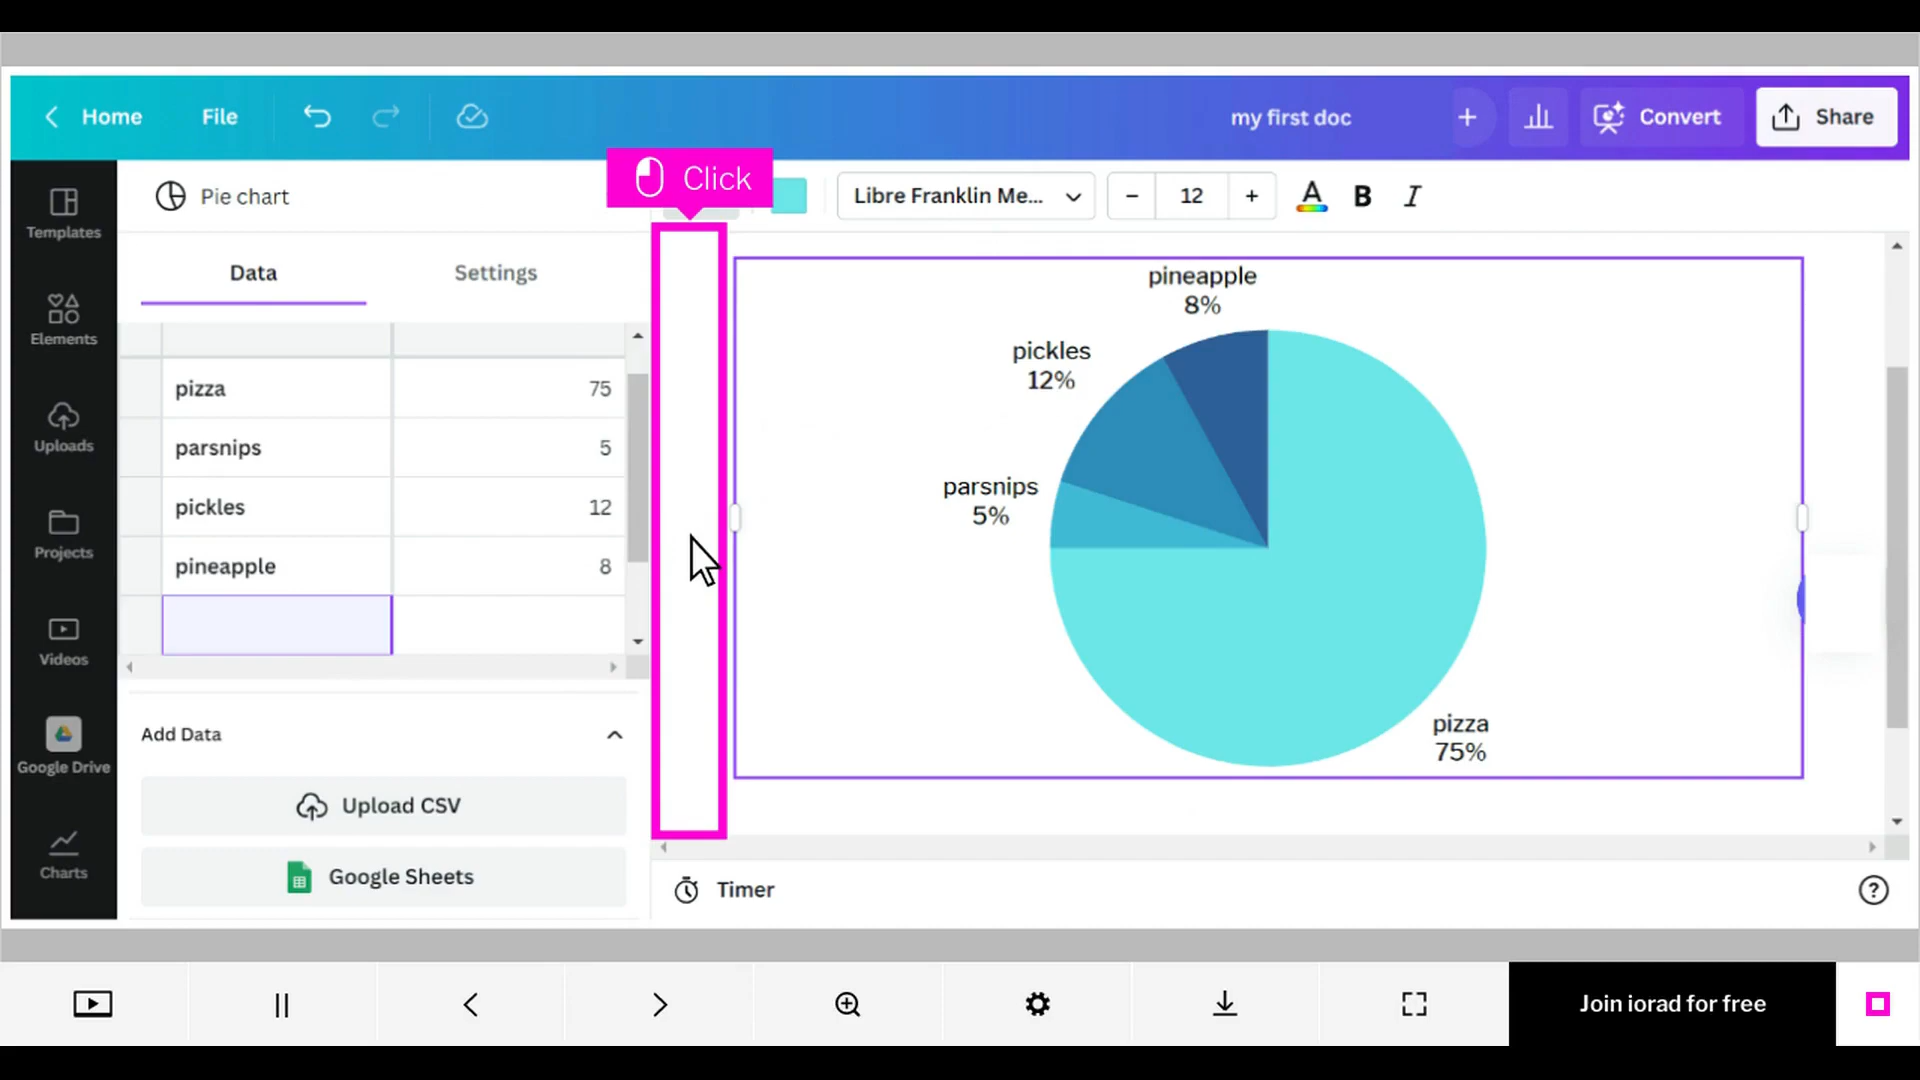 Home
File
my first doc
+
Convert
Share
Click
Pie chart
Libre Franklin Me...
−
12
+
A
B
I
Templates
Elements
Uploads
Projects
Videos
Google Drive
Charts
Data
Settings
pizza
75
parsnips
5
pickles
12
pineapple
8
Add Data
Upload CSV
Google Sheets
pineapple
8%
pickles
12%
parsnips
5%
pizza
75%
Timer
?
Join iorad for free